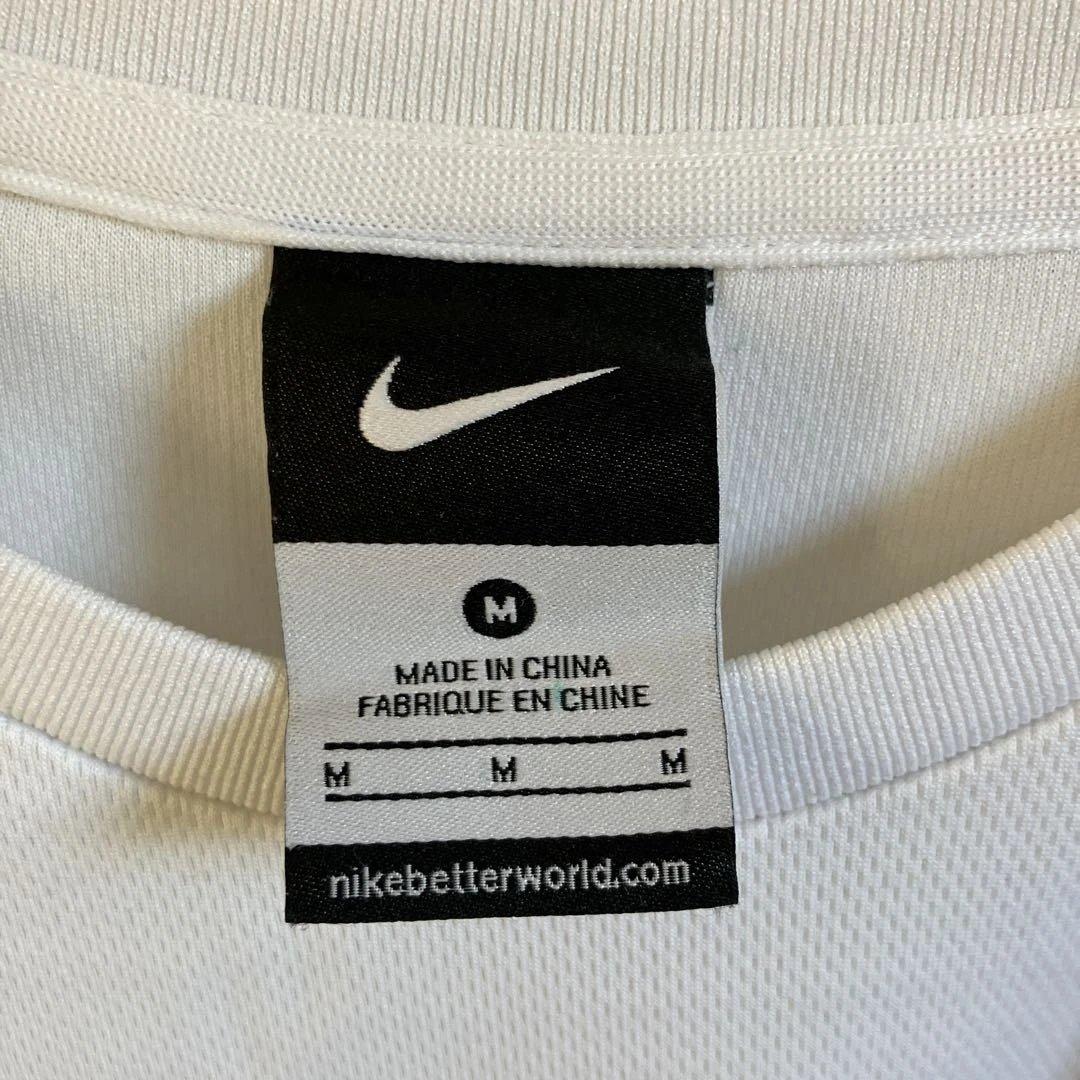 M
MADE IN CHINA
FABRIQUE EN CHINE
M M M
nikebetterworld.com